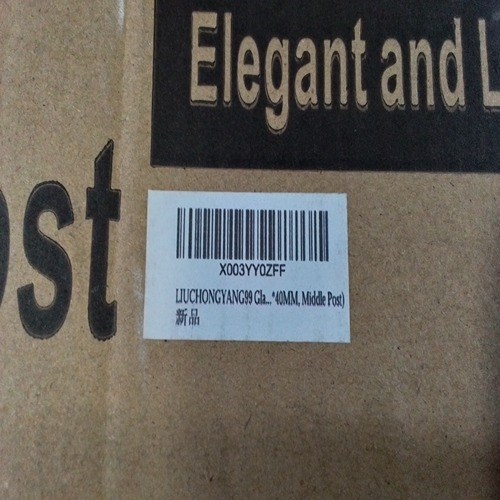 Elegant and L
ost
X003YY0ZFF
LIUCHONGYANG99 Gla...*40MM, Middle Post)
新品